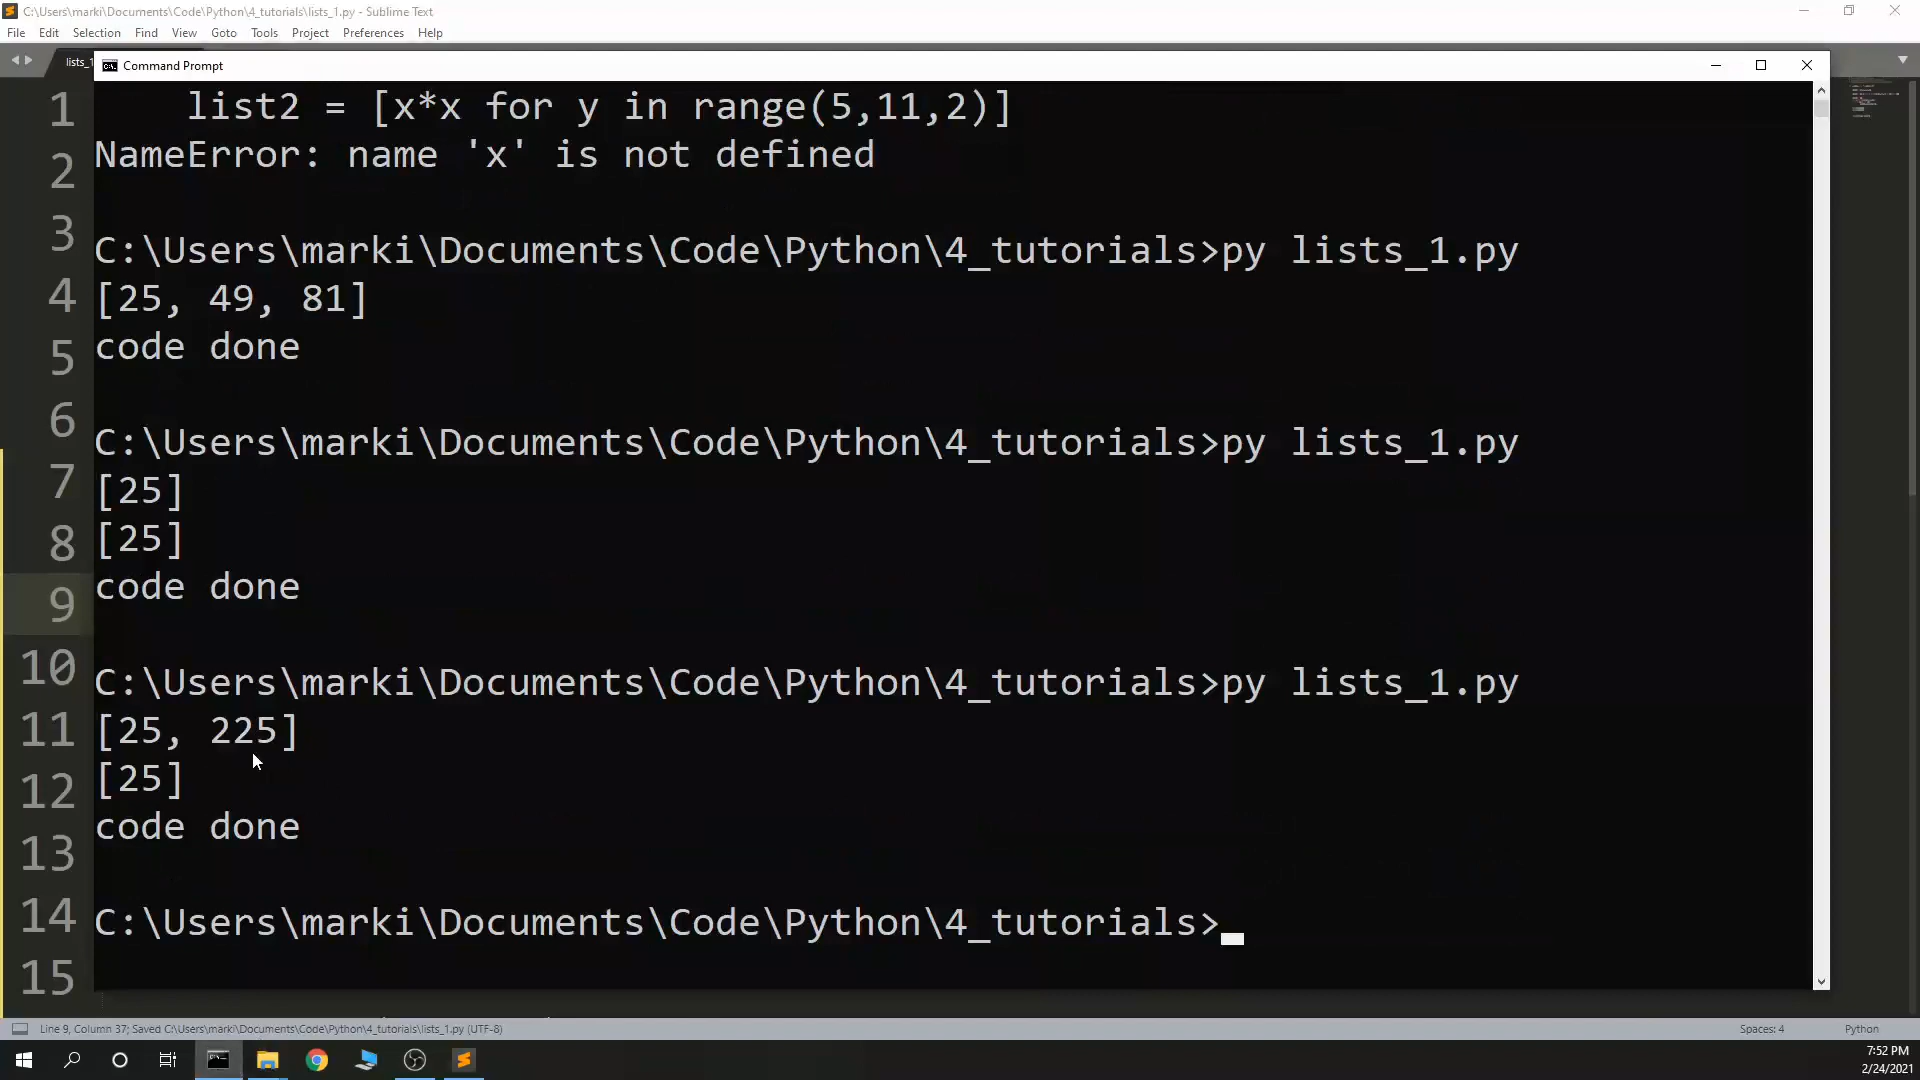 C:\Users\marki\Documents\Code\Python\4_tutorials\lists_1.py - Sublime Text
File Edit Selection Find View Goto Tools Project Preferences Help
lists_1
Command Prompt
1
list2 = [x*x for y in range(5,11,2)]
2
NameError: name 'x' is not defined
3
C:\Users\marki\Documents\Code\Python\4_tutorials>py lists_1.py
4
[25, 49, 81]
5
code done
6
C:\Users\marki\Documents\Code\Python\4_tutorials>py lists_1.py
7
[25]
8
[25]
9
code done
10
C:\Users\marki\Documents\Code\Python\4_tutorials>py lists_1.py
11
[25, 225]
12
[25]
13
code done
14
C:\Users\marki\Documents\Code\Python\4_tutorials>
15
Line 9, Column 37; Saved C:\Users\marki\Documents\Code\Python\4_tutorials\lists_1.py (UTF-8)
Spaces: 4
Python
7:52 PM
2/24/2021